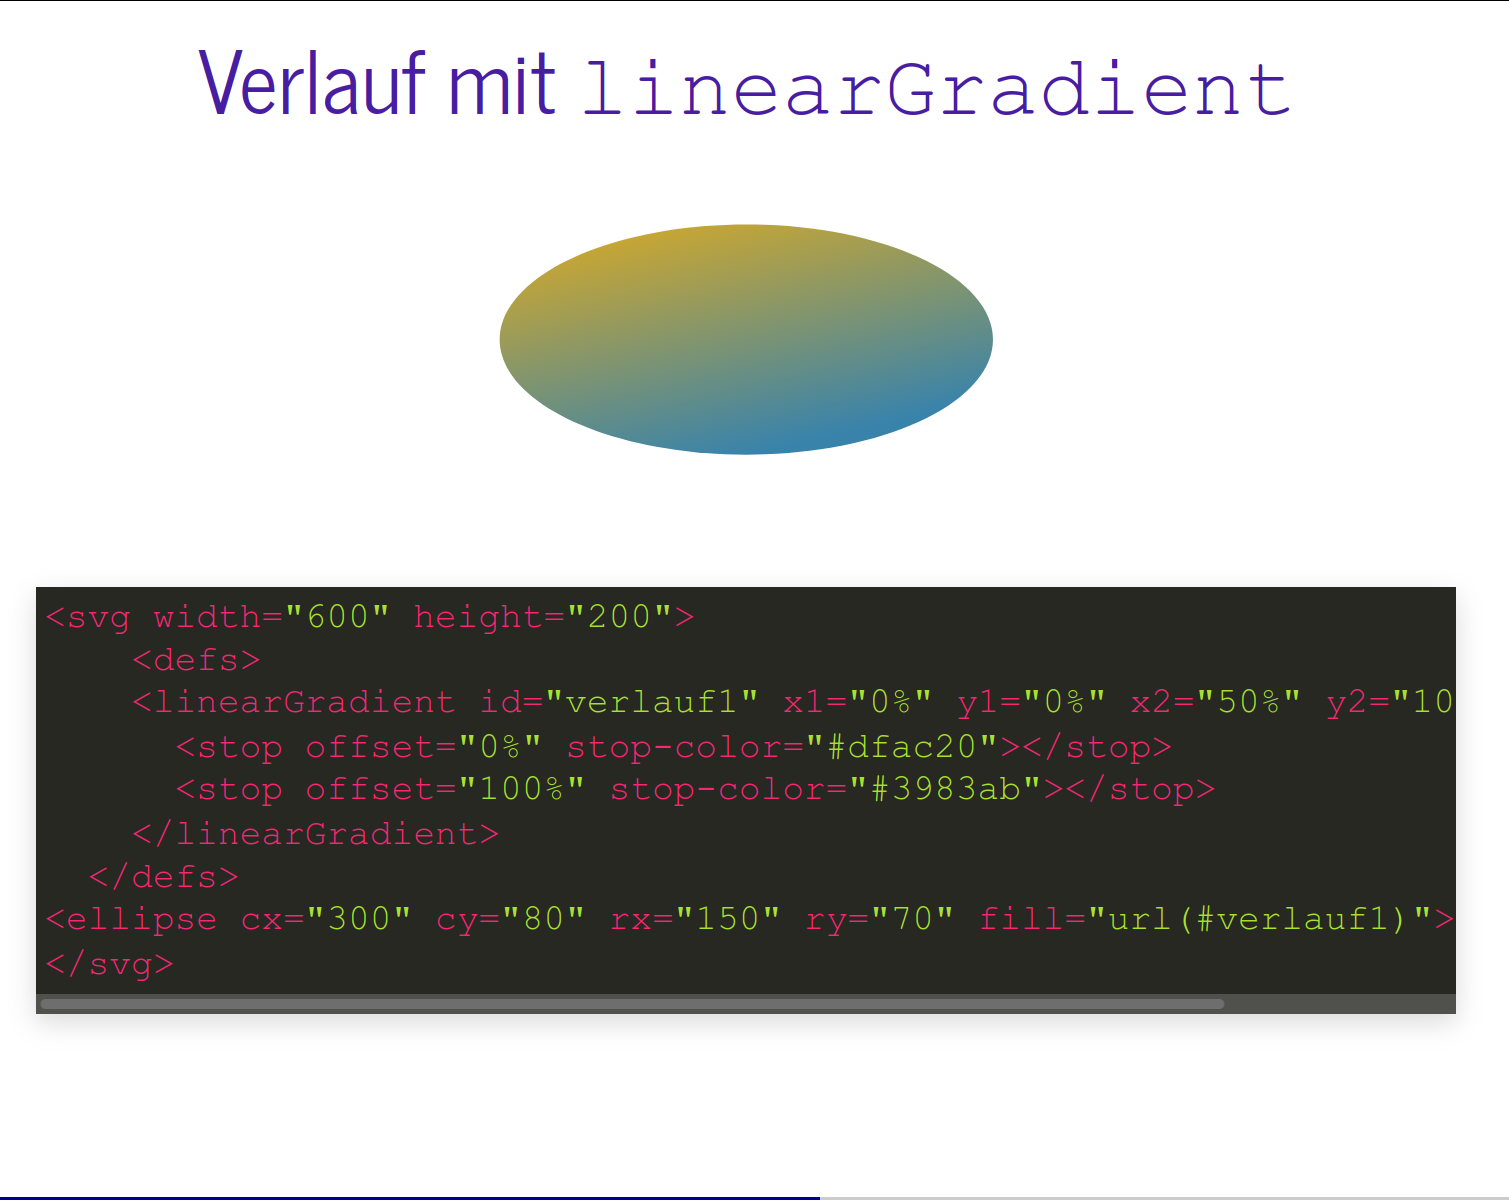 Verlauf mit linearGradient
<svg width="600" height="200">
    <defs>
    <linearGradient id="verlauf1" x1="0%" y1="0%" x2="50%" y2="10
      <stop offset="0%" stop-color="#dfac20"></stop>
      <stop offset="100%" stop-color="#3983ab"></stop>
    </linearGradient>
  </defs>
<ellipse cx="300" cy="80" rx="150" ry="70" fill="url(#verlauf1)">
</svg>